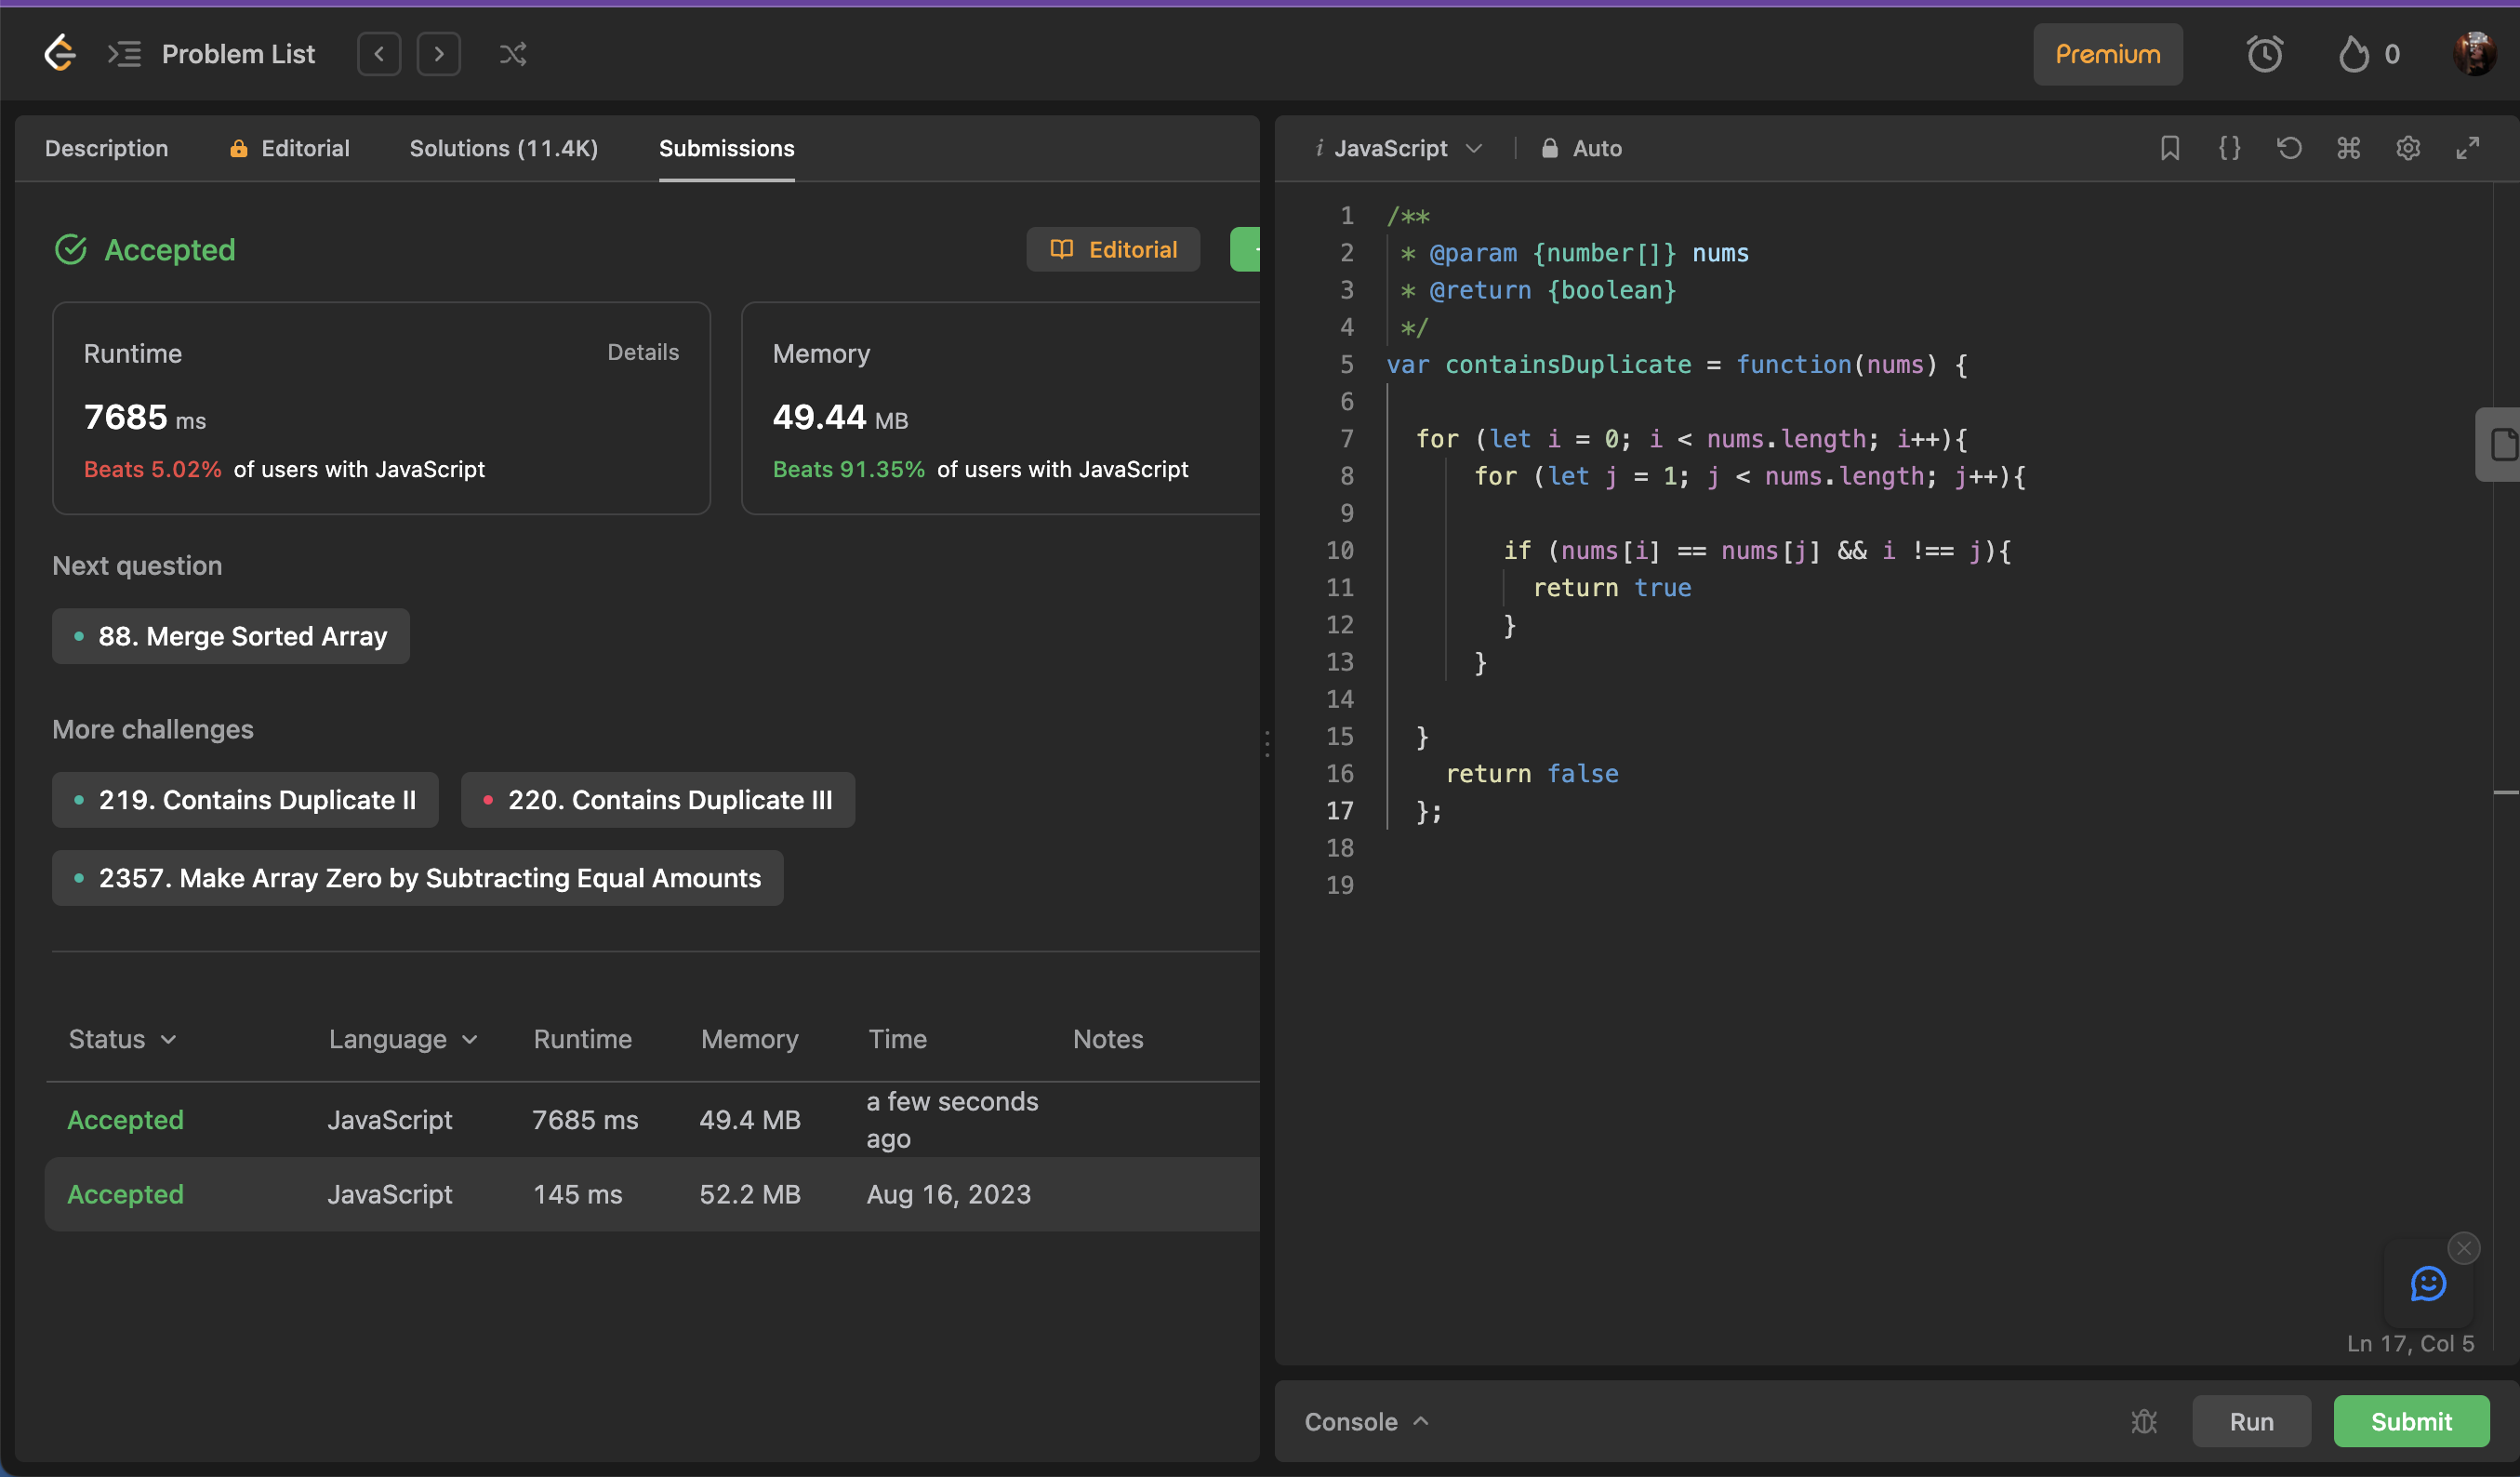 Problem List
Premium
0
Description
Editorial
Solutions (11.4K)
Submissions
Accepted
Editorial
Runtime
Details
7685 ms
Beats 5.02% of users with JavaScript
Memory
49.44 MB
Beats 91.35% of users with JavaScript
Next question
88. Merge Sorted Array
More challenges
219. Contains Duplicate II
220. Contains Duplicate III
2357. Make Array Zero by Subtracting Equal Amounts
Status Language Runtime Memory Time Notes
Accepted JavaScript 7685 ms 49.4 MB a few seconds
ago
Accepted JavaScript 145 ms 52.2 MB Aug 16, 2023
i JavaScript
Auto
1 /**
2 * @param {number[]} nums
3 * @return {boolean}
4 */
5 var containsDuplicate = function(nums) {
6
7 for (let i = 0; i < nums.length; i++){
8 for (let j = 1; j < nums.length; j++){
9
10 if (nums[i] == nums[j] && i !== j){
11 return true
12 }
13 }
14
15 }
16 return false
17 };
18
19
Ln 17, Col 5
Console
Run
Submit